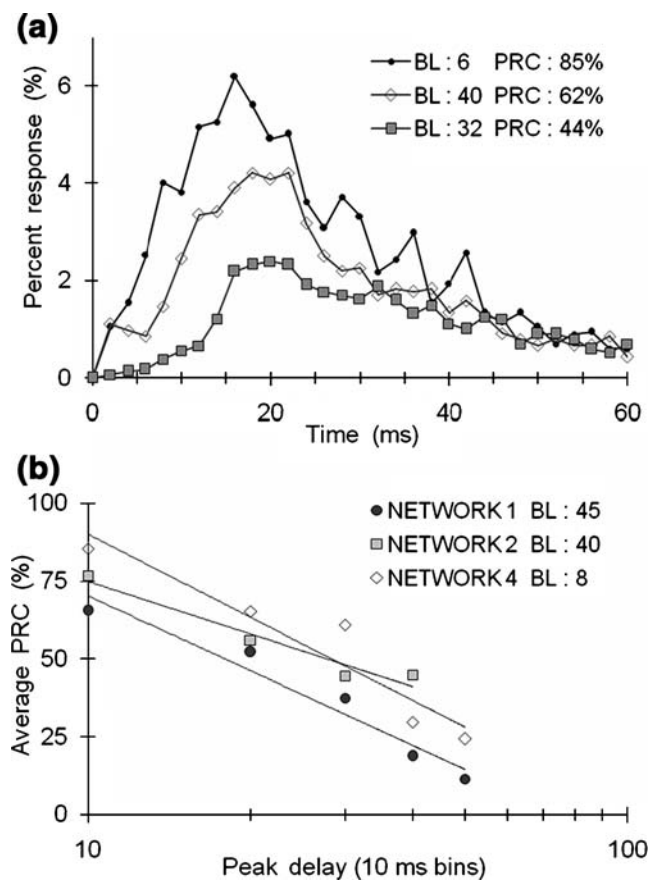 (a)
BL : 6 PRC : 85%
BL : 40 PRC : 62%
BL : 32 PRC : 44%
Percent response (%)
6
4
2
0
0 20 40 60
Time (ms)
(b)
NETWORK 1 BL : 45
NETWORK 2 BL : 40
NETWORK 4 BL : 8
Average PRC (%)
100
75
50
25
0
10 100
Peak delay (10 ms bins)